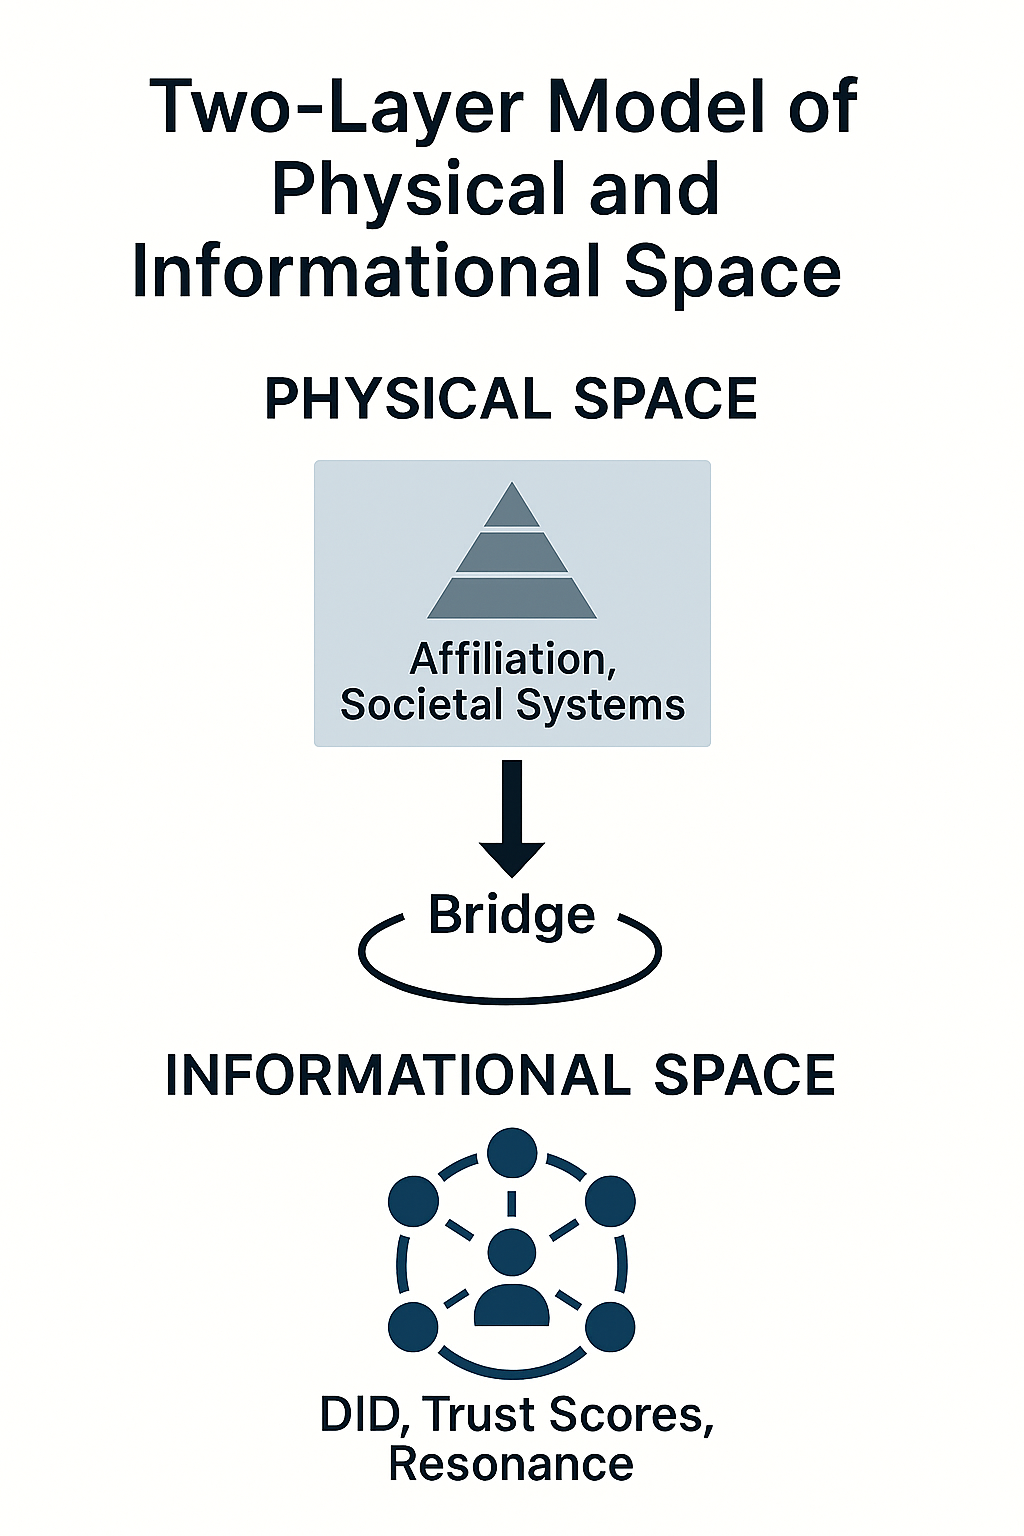 Two-Layer Model of
Physical and
Informational Space
PHYSICAL SPACE
Affiliation,
Societal Systems
Bridge
INFORMATIONAL SPACE
DID, Trust Scores,
Resonance